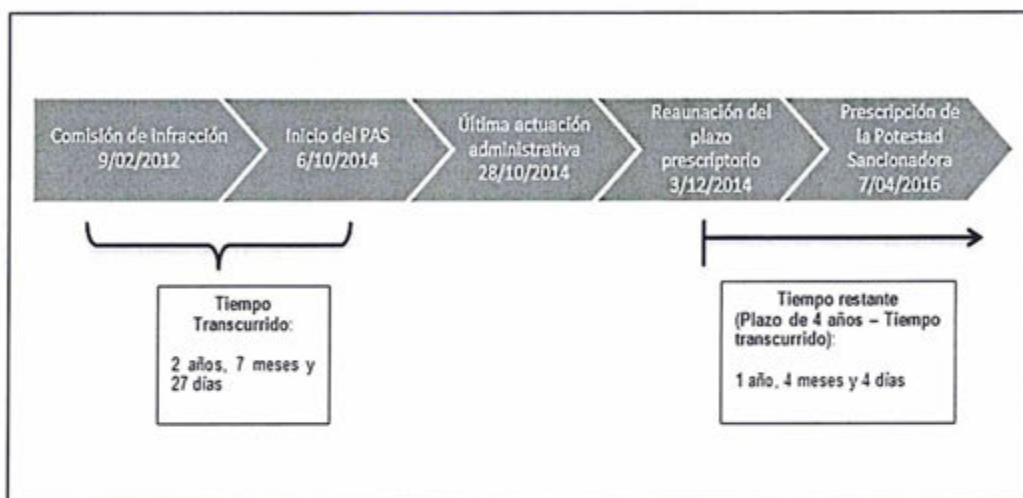 Comisión de Infracción
9/02/2012
Inicio del PAS
6/10/2014
Última actuación
administrativa
28/10/2014
Reaunación del
plazo
prescriptorio
3/12/2014
Prescripción de
la Potestad
Sancionadora
7/04/2016
Tiempo
Transcurrido:
2 años, 7 meses y
27 días
Tiempo restante
(Plazo de 4 años – Tiempo
transcurrido):
1 año, 4 meses y 4 días